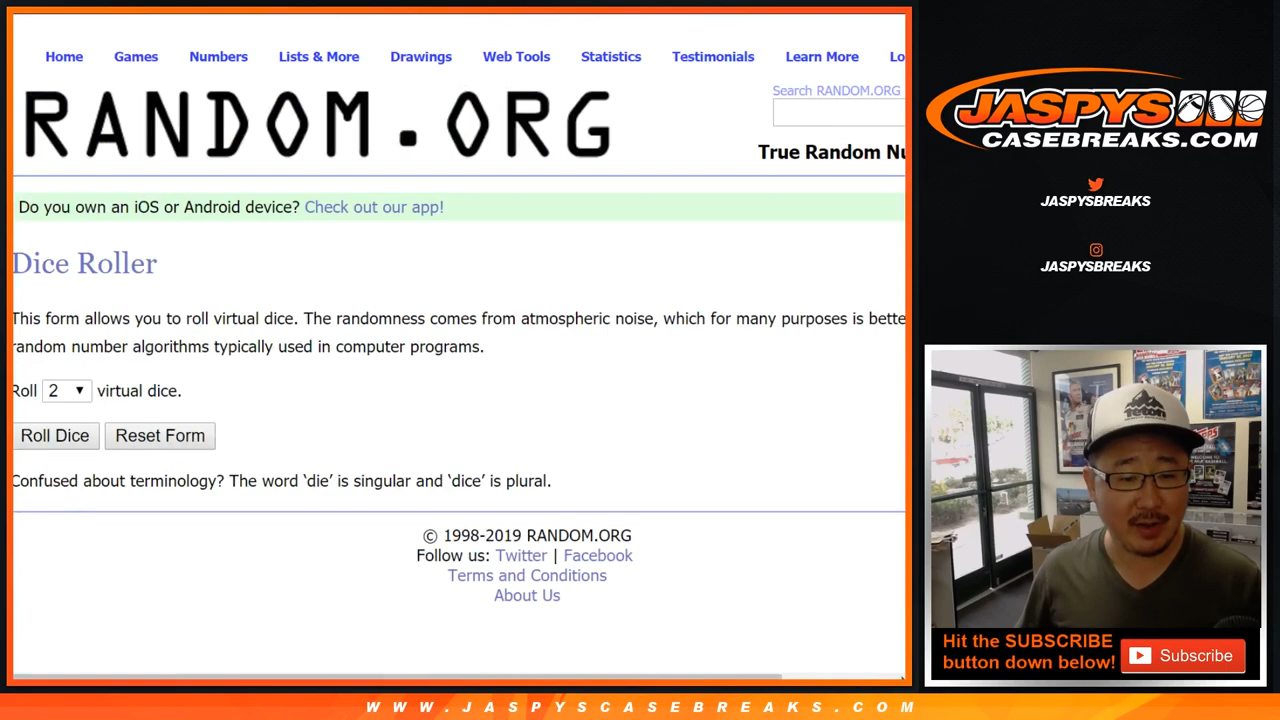 Home Games Numbers Lists & More Drawings Web Tools Statistics Testimonials Learn More Lo
Search RANDOM.ORG
RANDOM.ORG
True Random Nu
Do you own an iOS or Android device? Check out our app!
Dice Roller
This form allows you to roll virtual dice. The randomness comes from atmospheric noise, which for many purposes is bette
random number algorithms typically used in computer programs.
Roll 2 virtual dice.
Roll Dice Reset Form
Confused about terminology? The word ‘die’ is singular and ‘dice’ is plural.
© 1998-2019 RANDOM.ORG
Follow us: Twitter | Facebook
Terms and Conditions
About Us
JASPYS
CASEBREAKS.COM
JASPYSBREAKS
JASPYSBREAKS
TETON
Hit the SUBSCRIBE
button down below!
Subscribe
WWW.JASPYSCASEBREAKS.COM